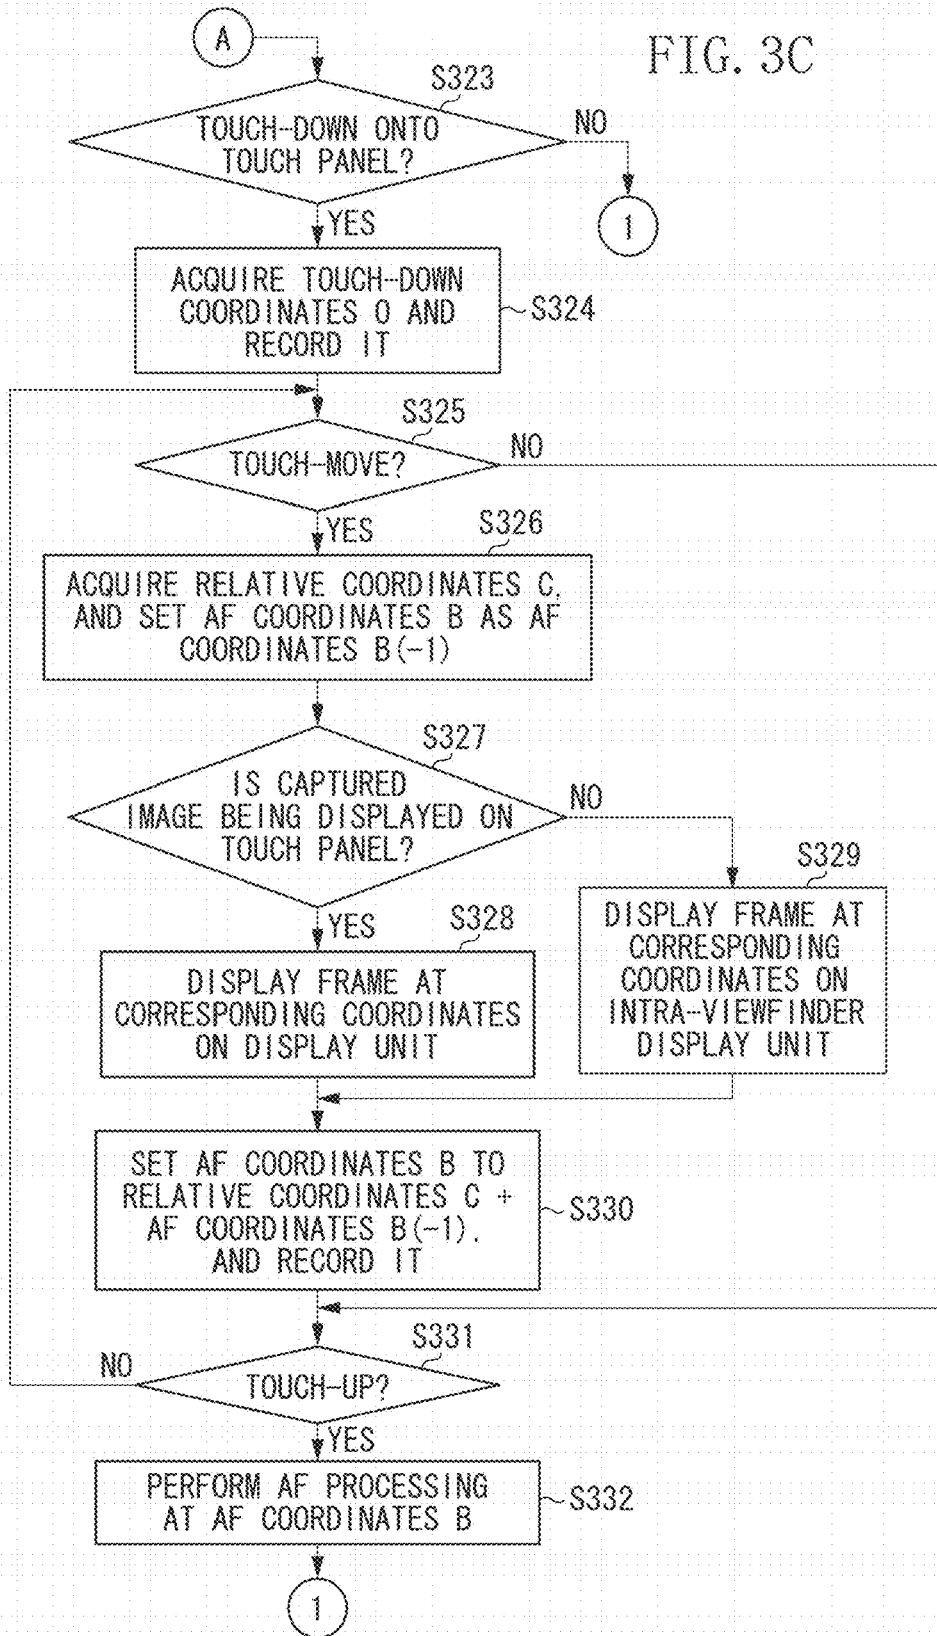 FIG. 3C
A
S323
TOUCH-DOWN ONTO
TOUCH PANEL?
NO
1
YES
ACQUIRE TOUCH-DOWN
COORDINATES O AND
RECORD IT
S324
S325
TOUCH-MOVE?
NO
YES
S326
ACQUIRE RELATIVE COORDINATES C,
AND SET AF COORDINATES B AS AF
COORDINATES B(-1)
S327
IS CAPTURED
IMAGE BEING DISPLAYED ON
TOUCH PANEL?
NO
YES
S328
DISPLAY FRAME AT
CORRESPONDING COORDINATES
ON DISPLAY UNIT
S329
DISPLAY FRAME AT
CORRESPONDING
COORDINATES ON
INTRA-VIEWFINDER
DISPLAY UNIT
SET AF COORDINATES B TO
RELATIVE COORDINATES C +
AF COORDINATES B(-1),
AND RECORD IT
S330
S331
TOUCH-UP?
NO
YES
PERFORM AF PROCESSING
AT AF COORDINATES B
S332
1